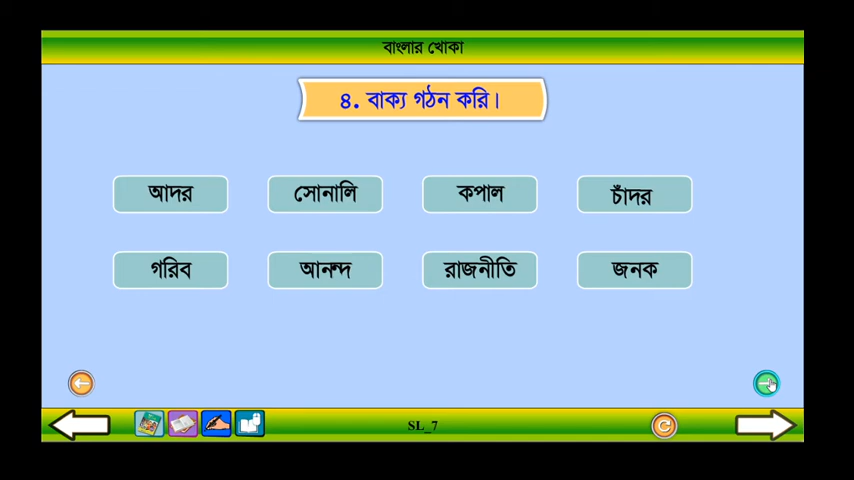 বাংলার খোকা
৪. বাক্য গঠন করি।
আদর সোনালি কপাল চাঁদর
গরিব আনন্দ রাজনীতি জনক
SL_7